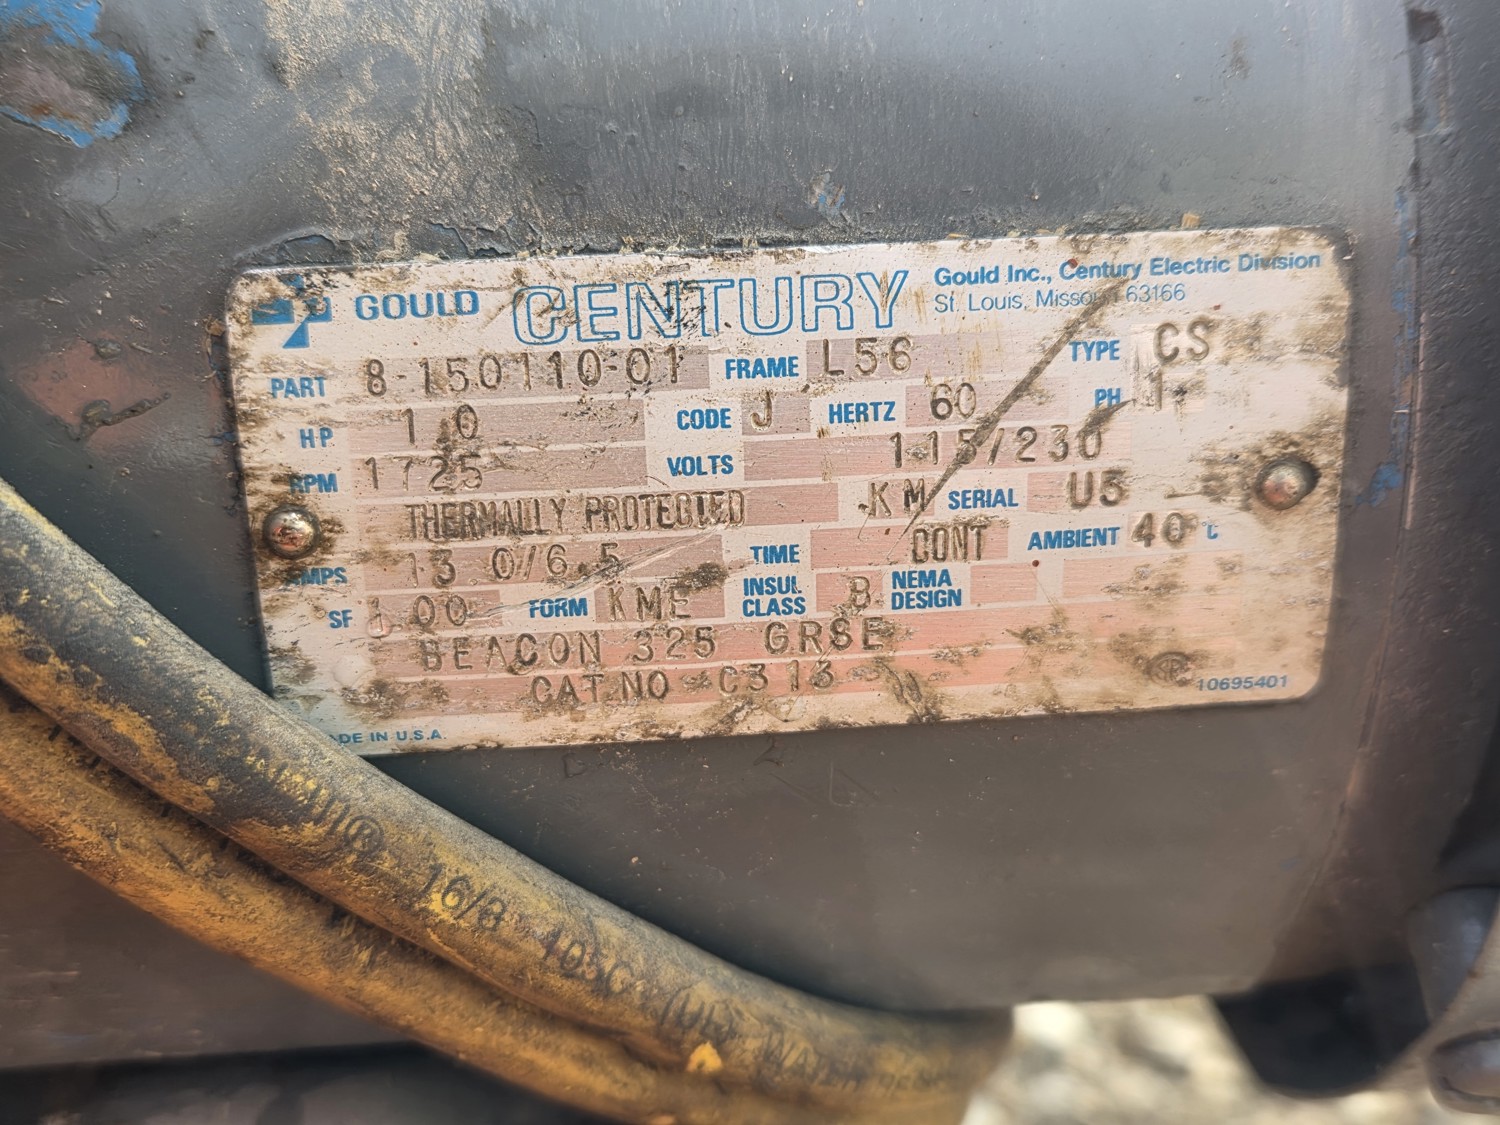 GOULD CENTURY Gould Inc., Century Electric Division
St. Louis, Missouri 63166
PART 8-150110-01 FRAME L56 TYPE CS
HP 1.0 CODE J HERTZ 60 PH 1
RPM 1725 VOLTS 115/230
THERMALLY PROTECTED KM SERIAL U5
AMPS 13.0/6.5 TIME CONT AMBIENT 40°C
SF 1.00 FORM KME INSUL CLASS B NEMA DESIGN
BEACON 325 GRSE
CAT NO C313
10695401
MADE IN U.S.A.
16/3 105C (UL) WATER